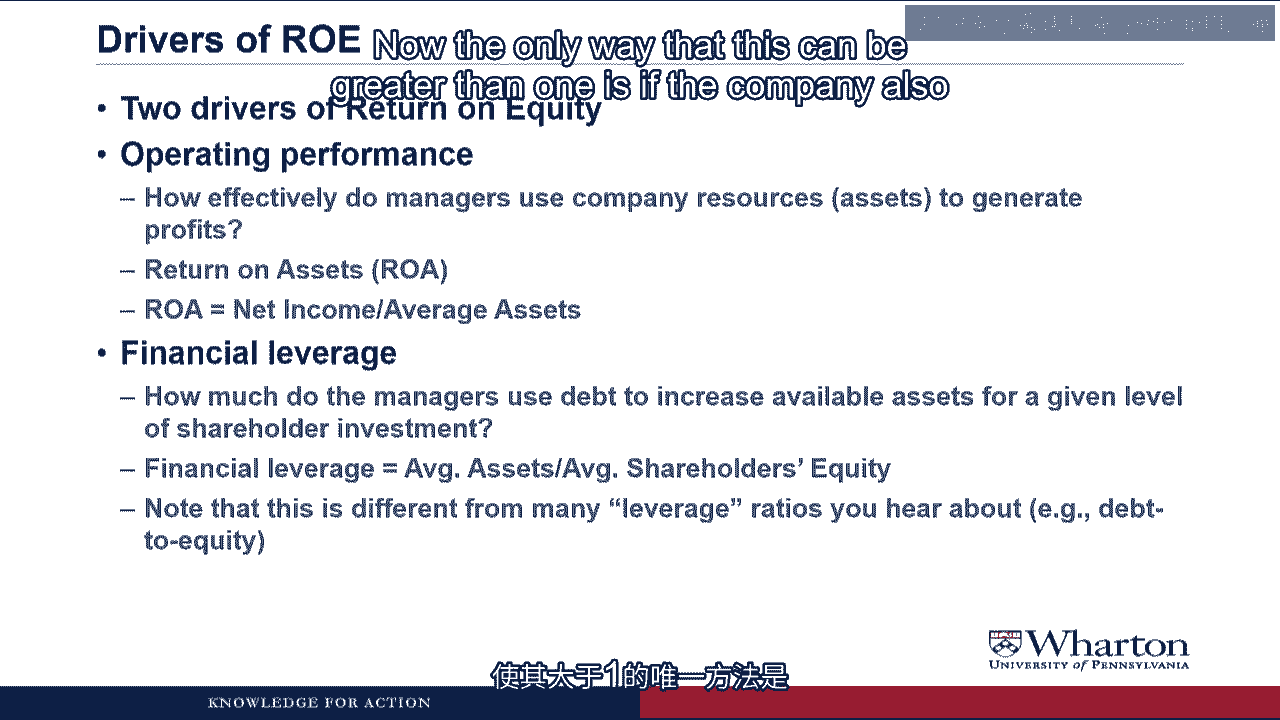 Drivers of ROE
Now the only way that this can be
greater than one is if the company also
• Two drivers of Return on Equity
• Operating performance
– How effectively do managers use company resources (assets) to generate
profits?
– Return on Assets (ROA)
– ROA = Net Income/Average Assets
• Financial leverage
– How much do the managers use debt to increase available assets for a given level
of shareholder investment?
– Financial leverage = Avg. Assets/Avg. Shareholders’ Equity
– Note that this is different from many “leverage” ratios you hear about (e.g., debt-
to-equity)
Wharton
UNIVERSITY of PENNSYLVANIA
使其大于1的唯一方法是
KNOWLEDGE FOR ACTION